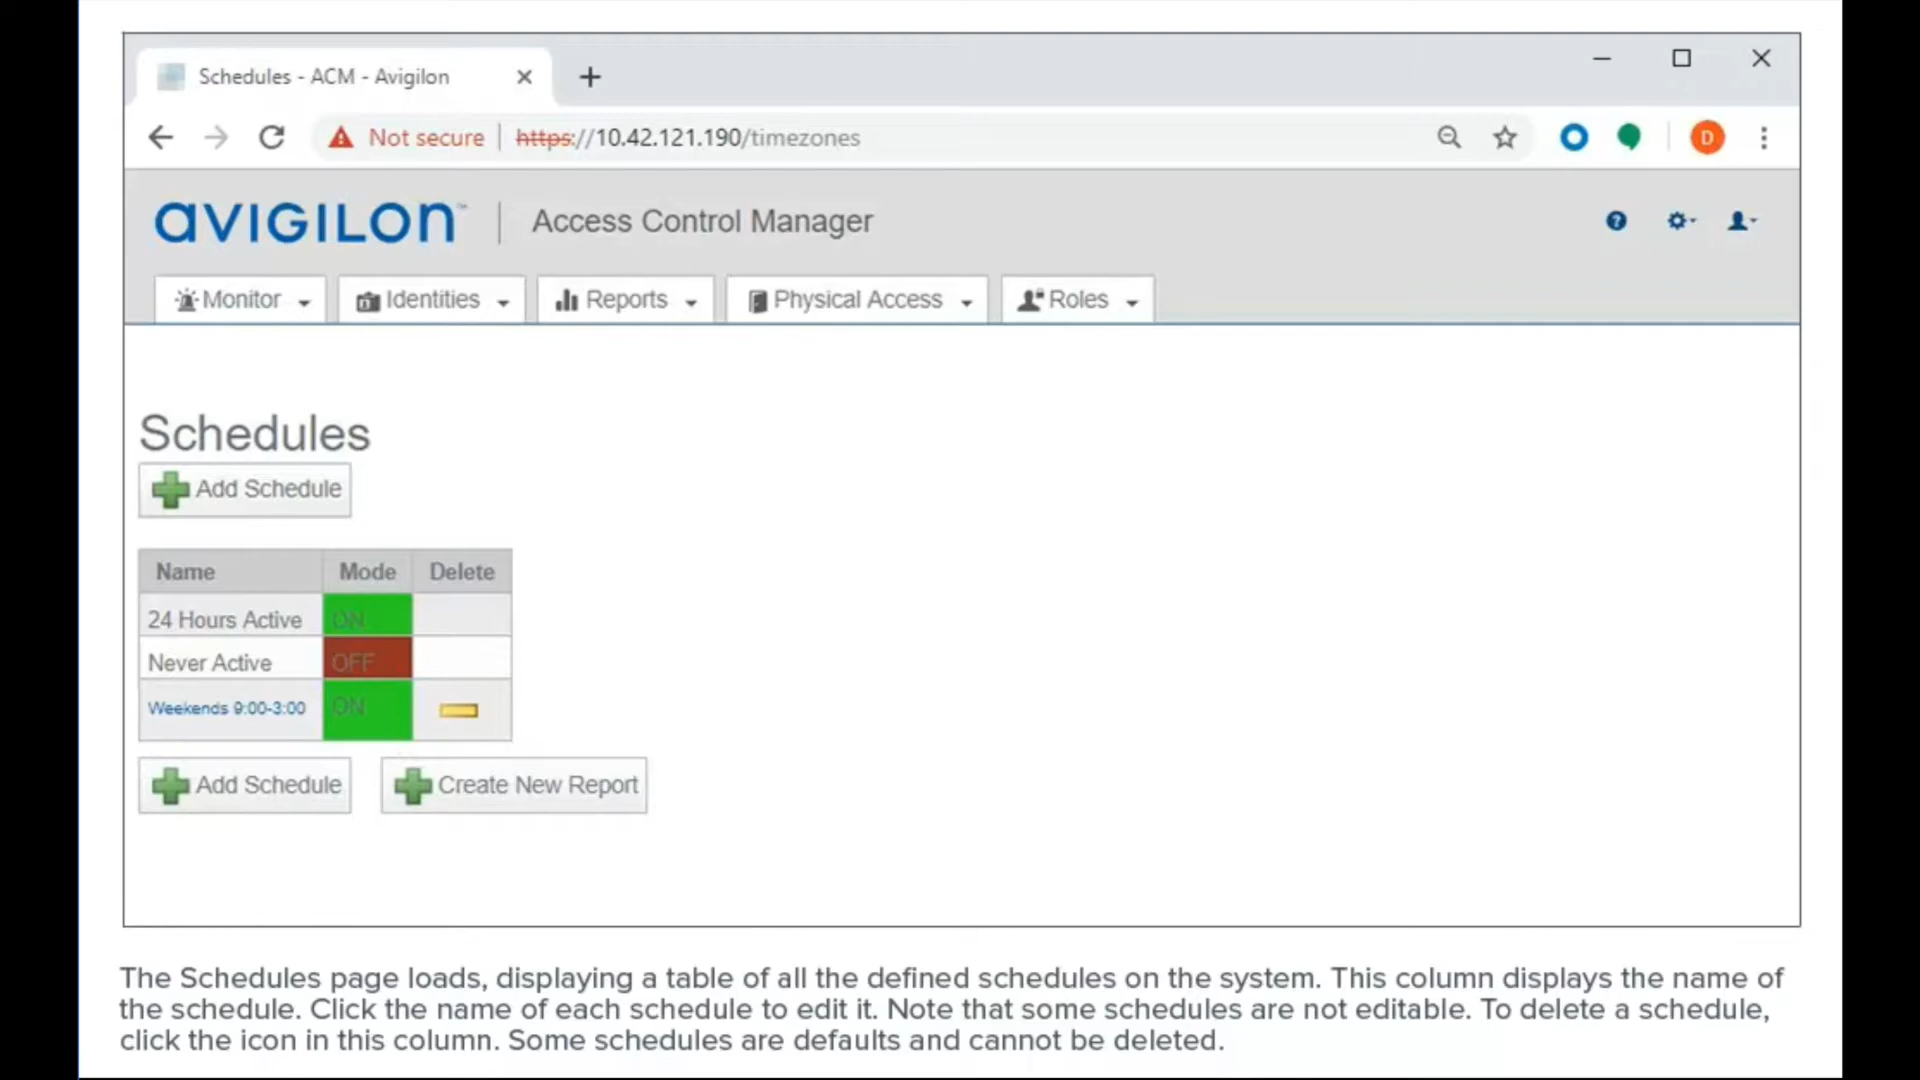 Schedules - ACM - Avigilon
Not secure https://10.42.121.190/timezones D
AVIGILON™ Access Control Manager
Monitor Identities Reports Physical Access Roles
Schedules
Add Schedule
Name Mode Delete
24 Hours Active ON
Never Active OFF
Weekends 9:00-3:00 ON
Add Schedule Create New Report
The Schedules page loads, displaying a table of all the defined schedules on the system. This column displays the name of
the schedule. Click the name of each schedule to edit it. Note that some schedules are not editable. To delete a schedule,
click the icon in this column. Some schedules are defaults and cannot be deleted.